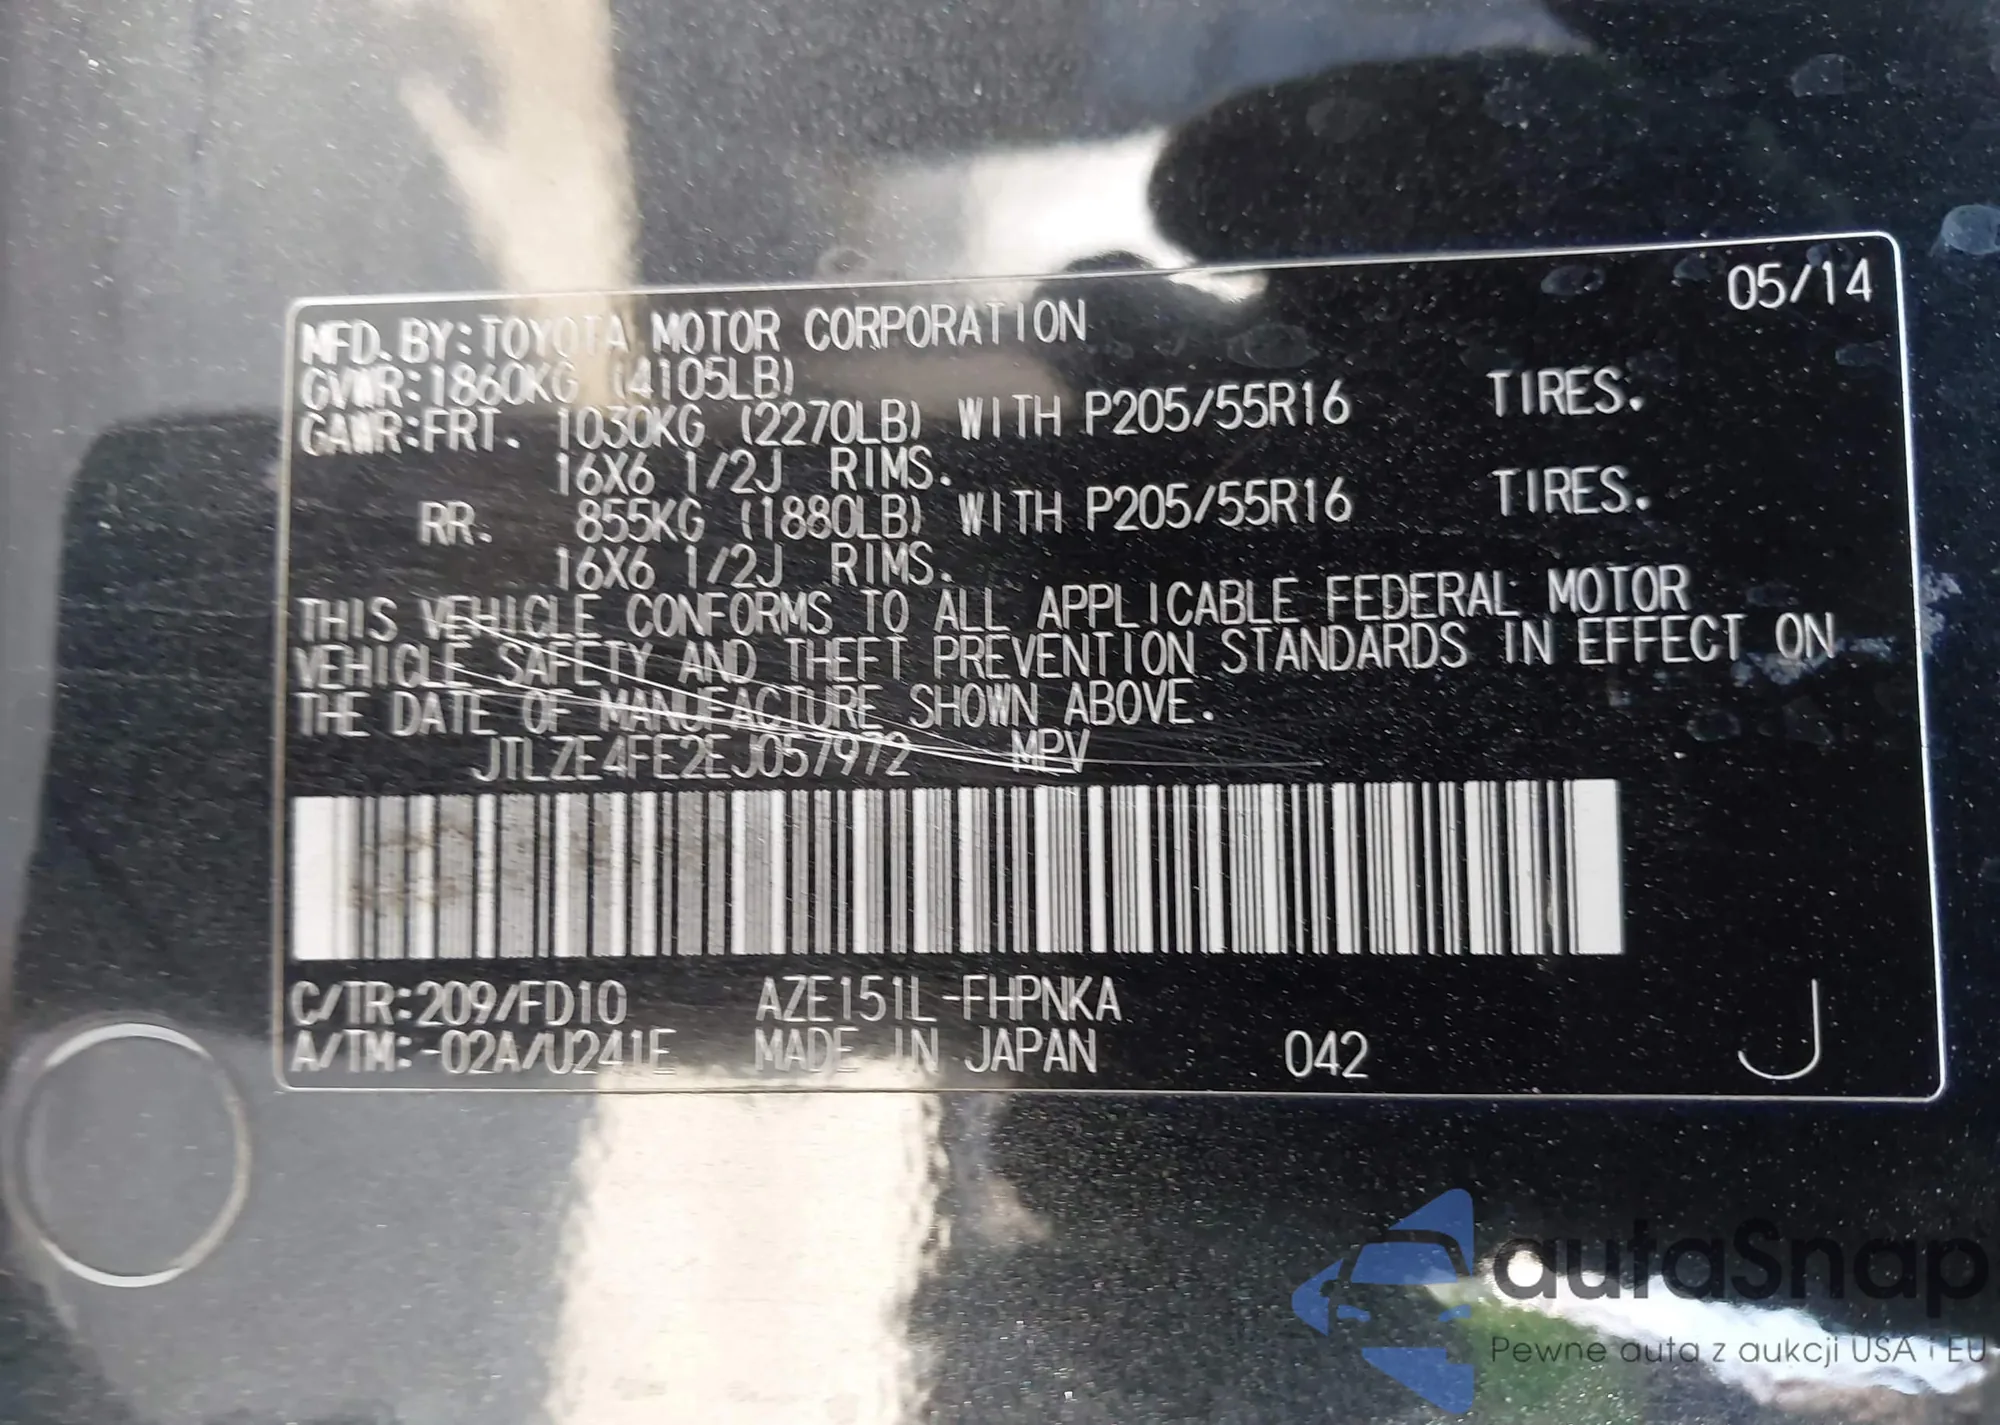 05/14
MFD. BY: TOYOTA MOTOR CORPORATION
GVWR: 1860KG (4105LB)
GAWR: FRT. 1030KG (2270LB) WITH P205/55R16 TIRES.
16X6 1/2J RIMS.
RR. 855KG (1880LB) WITH P205/55R16 TIRES.
16X6 1/2J RIMS.
THIS VEHICLE CONFORMS TO ALL APPLICABLE FEDERAL MOTOR
VEHICLE SAFETY AND THEFT PREVENTION STANDARDS IN EFFECT ON
THE DATE OF MANUFACTURE SHOWN ABOVE.
JTLZE4FE2EJ057972 MPV
C/TR: 209/FD10 AZE151L-FHPNKA
A/TM: -02A/U241E MADE IN JAPAN 042 J
autaSnap
Pewne auta z aukcji USA i EU